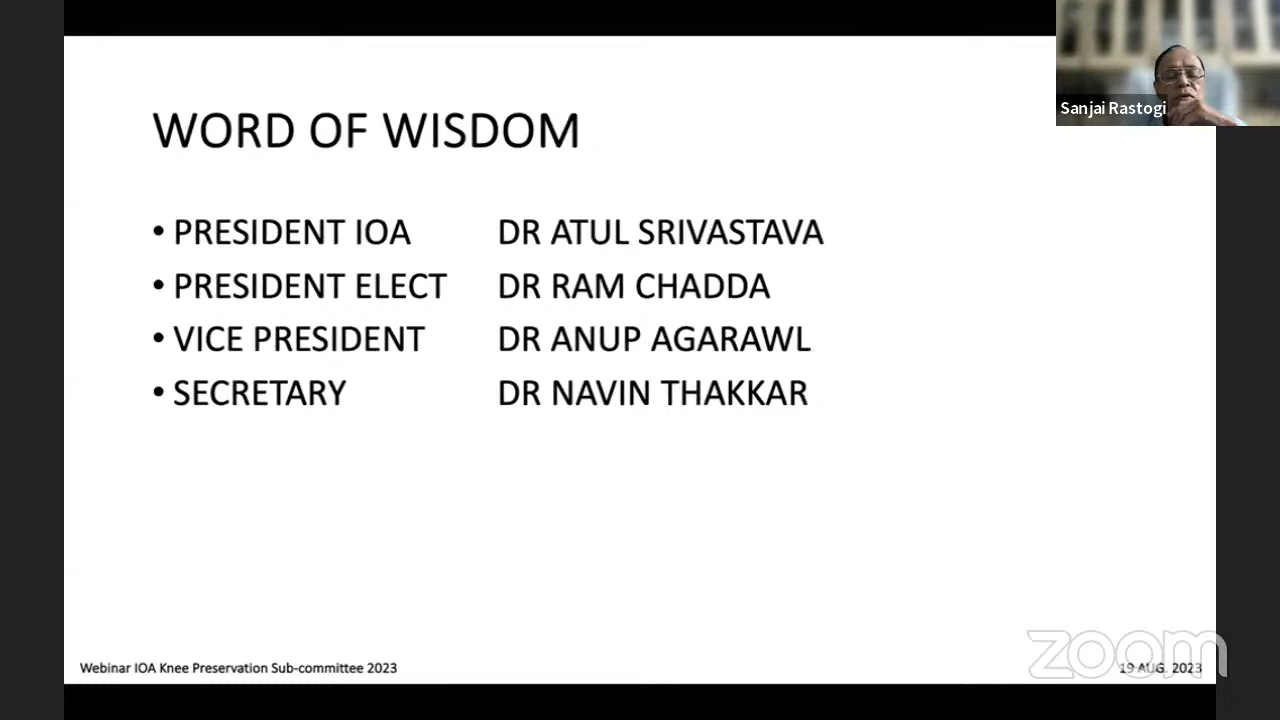 Sanjai Rastogi
WORD OF WISDOM
• PRESIDENT IOA DR ATUL SRIVASTAVA
• PRESIDENT ELECT DR RAM CHADDA
• VICE PRESIDENT DR ANUP AGARAWL
• SECRETARY DR NAVIN THAKKAR
zoom
Webinar IOA Knee Preservation Sub-committee 2023 19 AUG. 2023